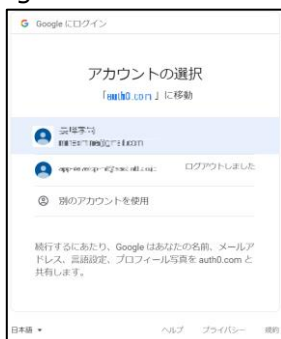 Google にログイン
アカウントの選択
「auth0.com」に移動
ログアウトしました
別のアカウントを使用
続行するにあたり、Google はあなたの名前、メールア
ドレス、言語設定、プロフィール写真を auth0.com と
共有します。
日本語 ヘルプ プライバシー 規約